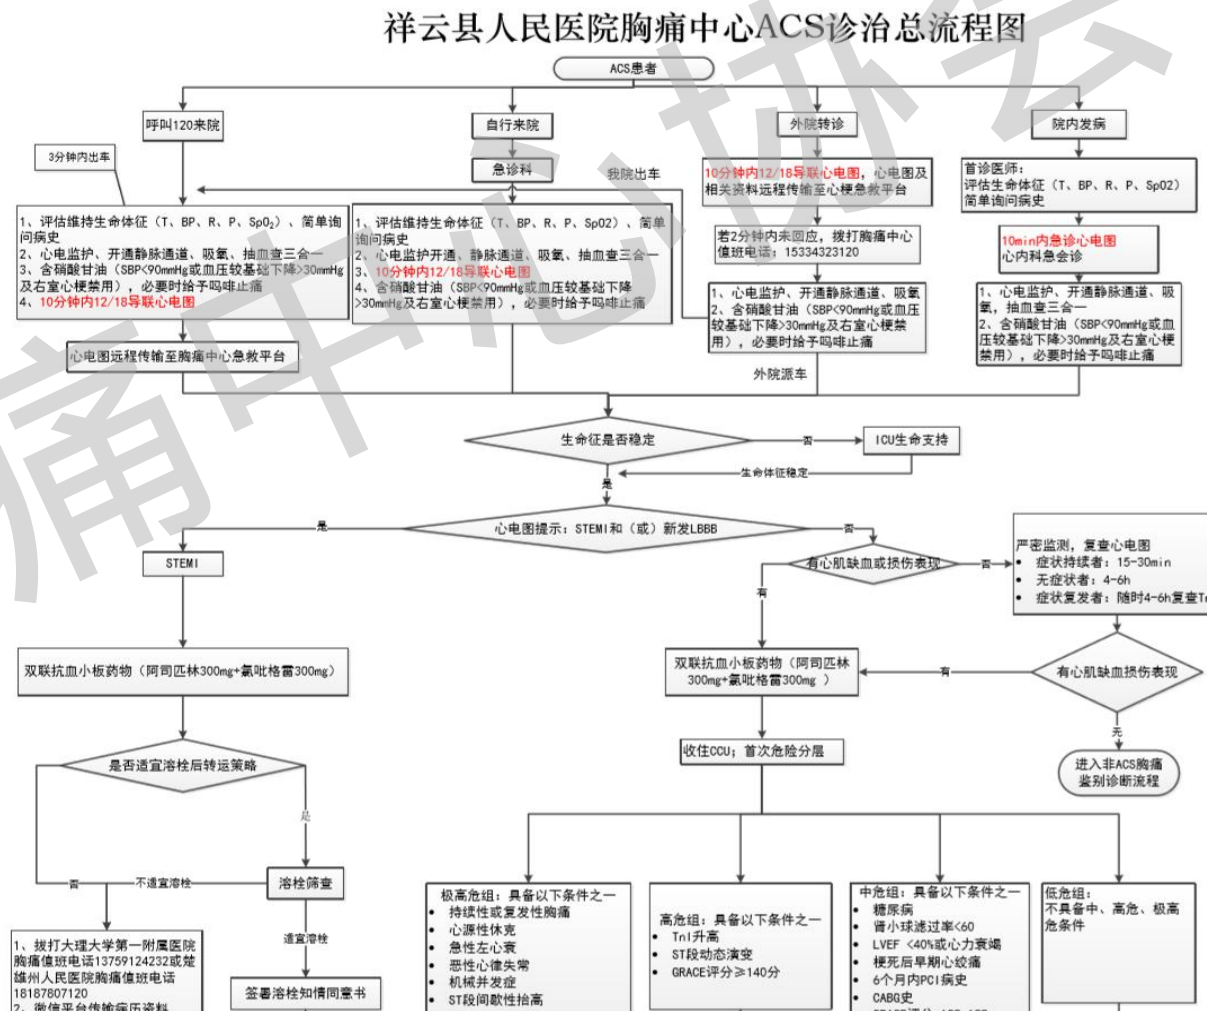 祥云县人民医院胸痛中心ACS诊治总流程图
ACS患者
呼叫120来院
自行来院
外院转诊
院内发病
3分钟内出车
急诊科
我院出车
10分钟内12/18导联心电图，心电图及
相关资料远程传输至心梗急救平台
首诊医师：
评估生命体征（T、BP、R、P、SpO2）
简单询问病史
1、评估维持生命体征（T、BP、R、P、SpO₂）、简单询
问病史
2、心电监护、开通静脉通道、吸氧、抽血查三合一
3、含硝酸甘油（SBP<90mmHg或血压较基础下降>30mmHg
及右室心梗禁用），必要时给予吗啡止痛
4、10分钟内12/18导联心电图
1、评估维持生命体征（T、BP、R、P、SpO2）、简单
询问病史
2、心电监护开通、静脉通道、吸氧、抽血查三合一
3、10分钟内12/18导联心电图
4、含硝酸甘油（SBP<90mmHg或血压较基础下降
>30mmHg及右室心梗禁用），必要时给予吗啡止痛
若2分钟内未回应，拨打胸痛中心
值班电话：15334323120
10min内急诊心电图
心内科急会诊
1、心电监护、开通静脉通道、吸氧
2、含硝酸甘油（SBP<90mmHg或血压
较基础下降>30mmHg及右室心梗禁
用），必要时给予吗啡止痛
1、心电监护、开通静脉通道、吸
氧，抽血查三合一
2、含硝酸甘油（SBP<90mmHg或血
压较基础下降>30mmHg及右室心梗
禁用），必要时给予吗啡止痛
心电图远程传输至胸痛中心急救平台
外院派车
生命征是否稳定
否
ICU生命支持
生命体征稳定
是
心电图提示：STEMI和（或）新发LBBB
是
否
STEMI
有心肌缺血或损伤表现
否
有
严密监测，复查心电图
• 症状持续者：15-30min
• 无症状者：4-6h
• 症状复发者：随时4-6h复查Tn
双联抗血小板药物（阿司匹林300mg+氯吡格雷300mg）
双联抗血小板药物（阿司匹林
300mg+氯吡格雷300mg ）
有
有心肌缺血损伤表现
无
收住CCU；首次危险分层
进入非ACS胸痛
鉴别诊断流程
是否适宜溶栓后转运策略
是
否
不适宜溶栓
溶栓筛查
适宜溶栓
签署溶栓知情同意书
1、拨打大理大学第一附属医院
胸痛值班电话13759124232或楚
雄州人民医院胸痛值班电话
18187807120
2、微信平台传输病历资料
极高危组：具备以下条件之一
• 持续性或复发性胸痛
• 心源性休克
• 急性左心衰
• 恶性心律失常
• 机械并发症
• ST段间歇性抬高
高危组：具备以下条件之一
• TnI升高
• ST段动态演变
• GRACE评分≥140分
中危组：具备以下条件之一
• 糖尿病
• 肾小球滤过率<60
• LVEF <40%或心力衰竭
• 梗死后早期心绞痛
• 6个月内PCI病史
• CABG史
低危组：
不具备中、高危、极高
危条件
痛中心协会